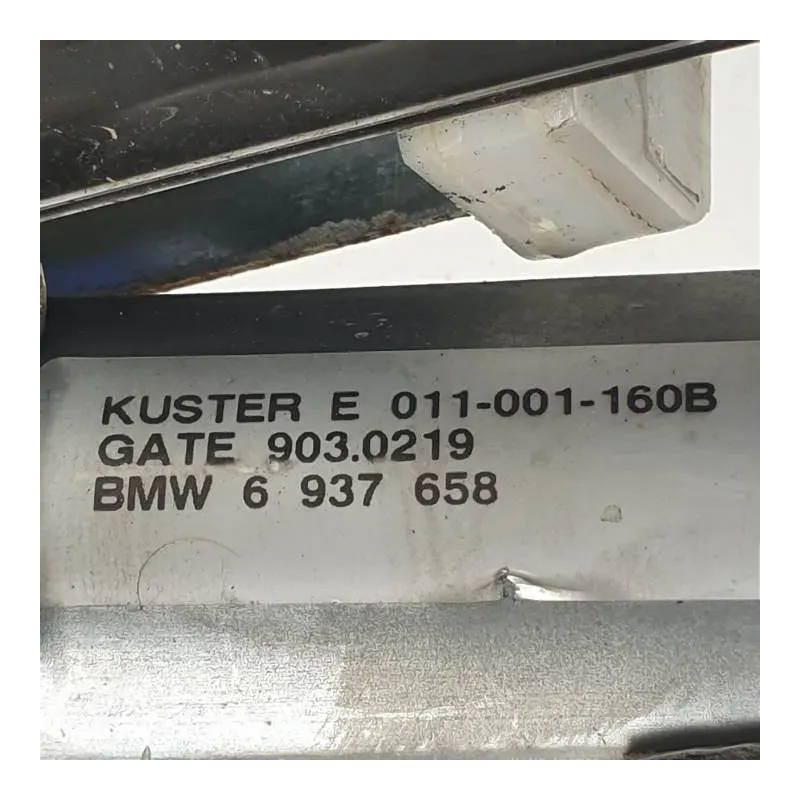 KUSTER E 011-001-160B
GATE 903.0219
BMW 6 937 658